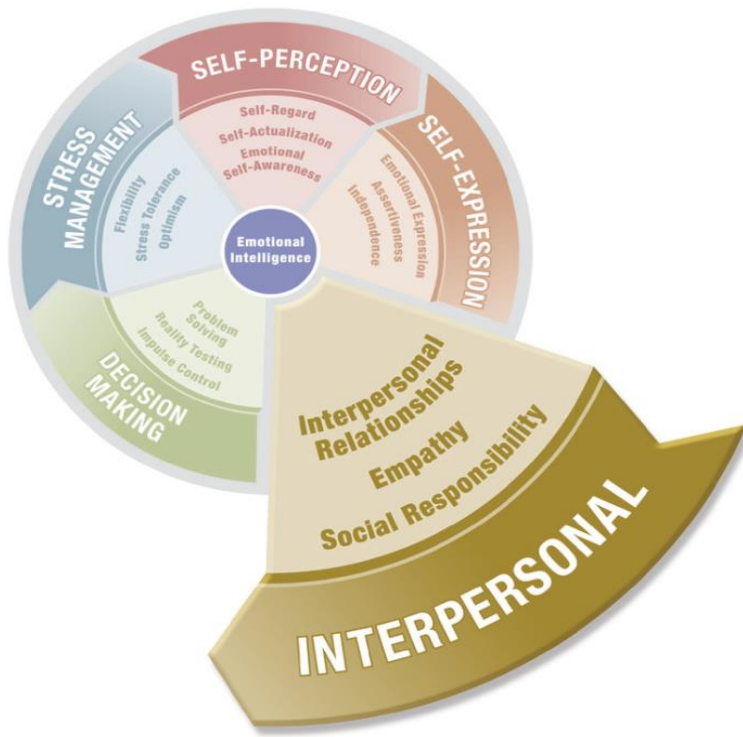 SELF-PERCEPTION
Self-Regard
Self-Actualization
Emotional
Self-Awareness
SELF-EXPRESSION
Emotional Expression
Assertiveness
Independence
INTERPERSONAL
Interpersonal
Relationships
Empathy
Social Responsibility
DECISION
MAKING
Problem
Solving
Reality Testing
Impulse Control
STRESS
MANAGEMENT
Flexibility
Stress Tolerance
Optimism
Emotional
Intelligence